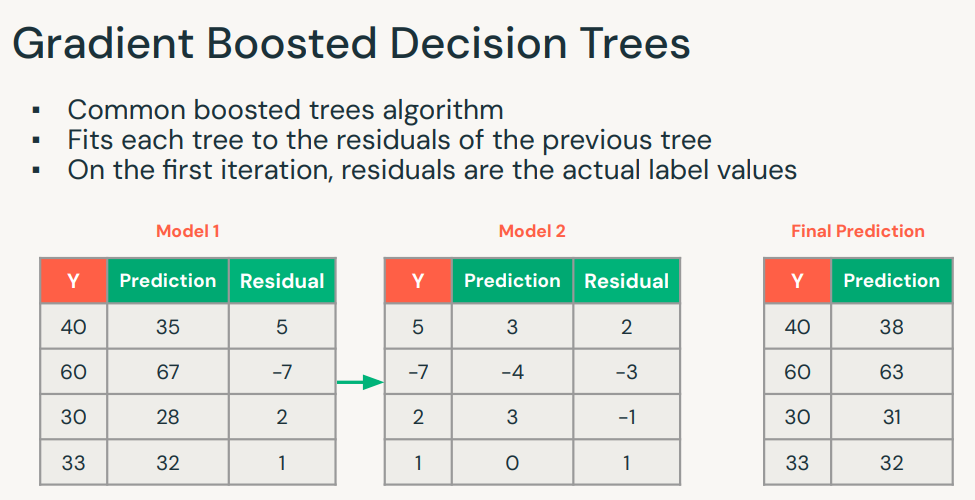 Gradient Boosted Decision Trees
▪ Common boosted trees algorithm
▪ Fits each tree to the residuals of the previous tree
▪ On the first iteration, residuals are the actual label values
Model 1
Y Prediction Residual
40 35 5
60 67 -7
30 28 2
33 32 1
Model 2
Y Prediction Residual
5 3 2
-7 -4 -3
2 3 -1
1 0 1
Final Prediction
Y Prediction
40 38
60 63
30 31
33 32